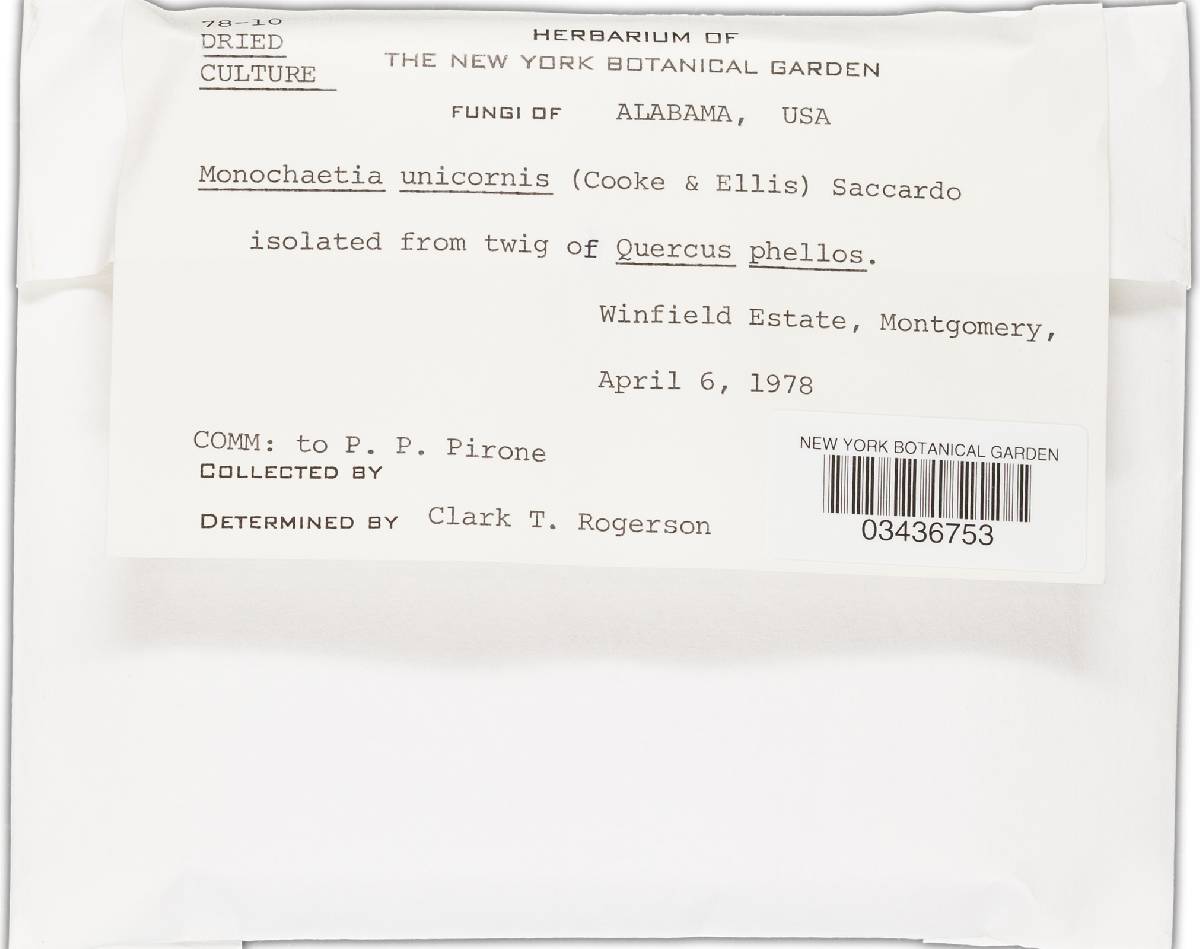 78-10
DRIED
CULTURE
HERBARIUM OF
THE NEW YORK BOTANICAL GARDEN
FUNGI OF ALABAMA, USA
Monochaetia unicornis (Cooke & Ellis) Saccardo
isolated from twig of Quercus phellos.
Winfield Estate, Montgomery,
April 6, 1978
COMM: to P. P. Pirone
COLLECTED BY
DETERMINED BY Clark T. Rogerson
NEW YORK BOTANICAL GARDEN
03436753